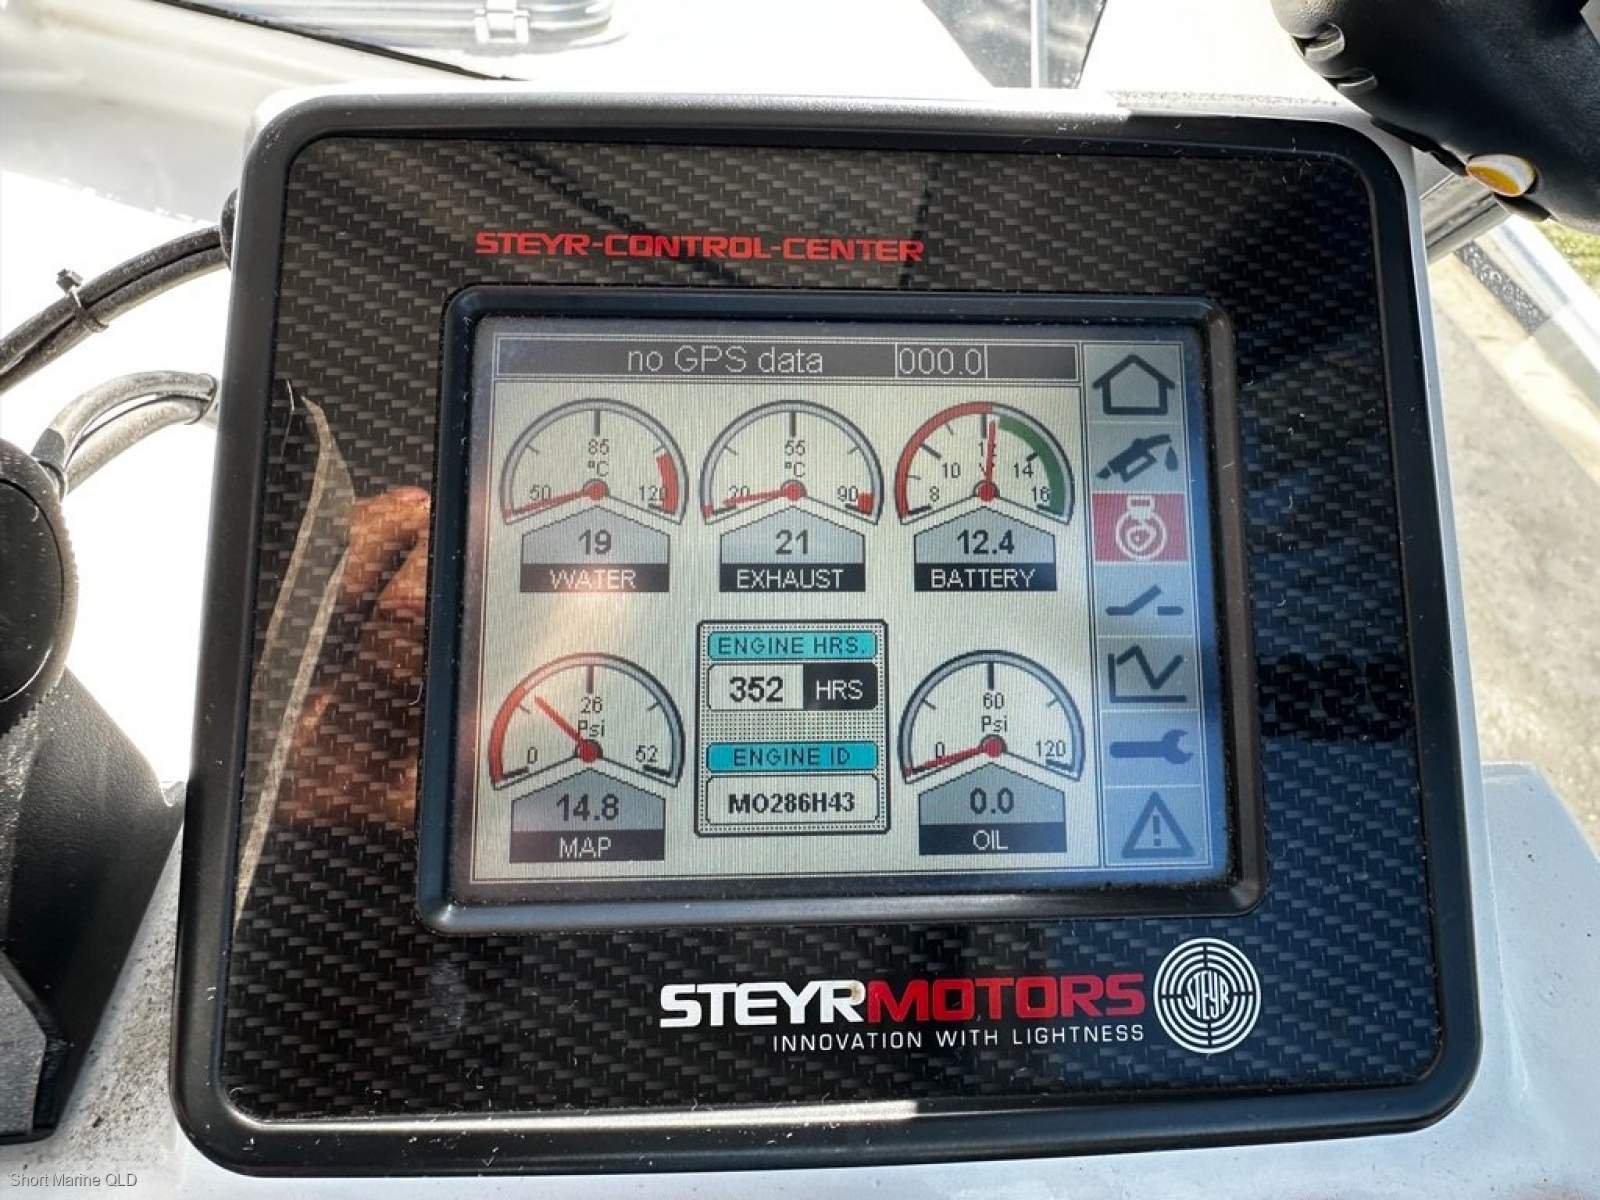 STEYR-CONTROL-CENTER
no GPS data 000.0
85
°C
50 120
19
WATER
55
°C
20 90
21
EXHAUST
12
10 14
V
8 16
12.4
BATTERY
ENGINE HRS.
352 HRS
ENGINE ID
MO286H43
26
Psi
0 52
14.8
MAP
60
Psi
0 120
0.0
OIL
STEYRMOTORS
INNOVATION WITH LIGHTNESS
STEYR
Short Marine QLD